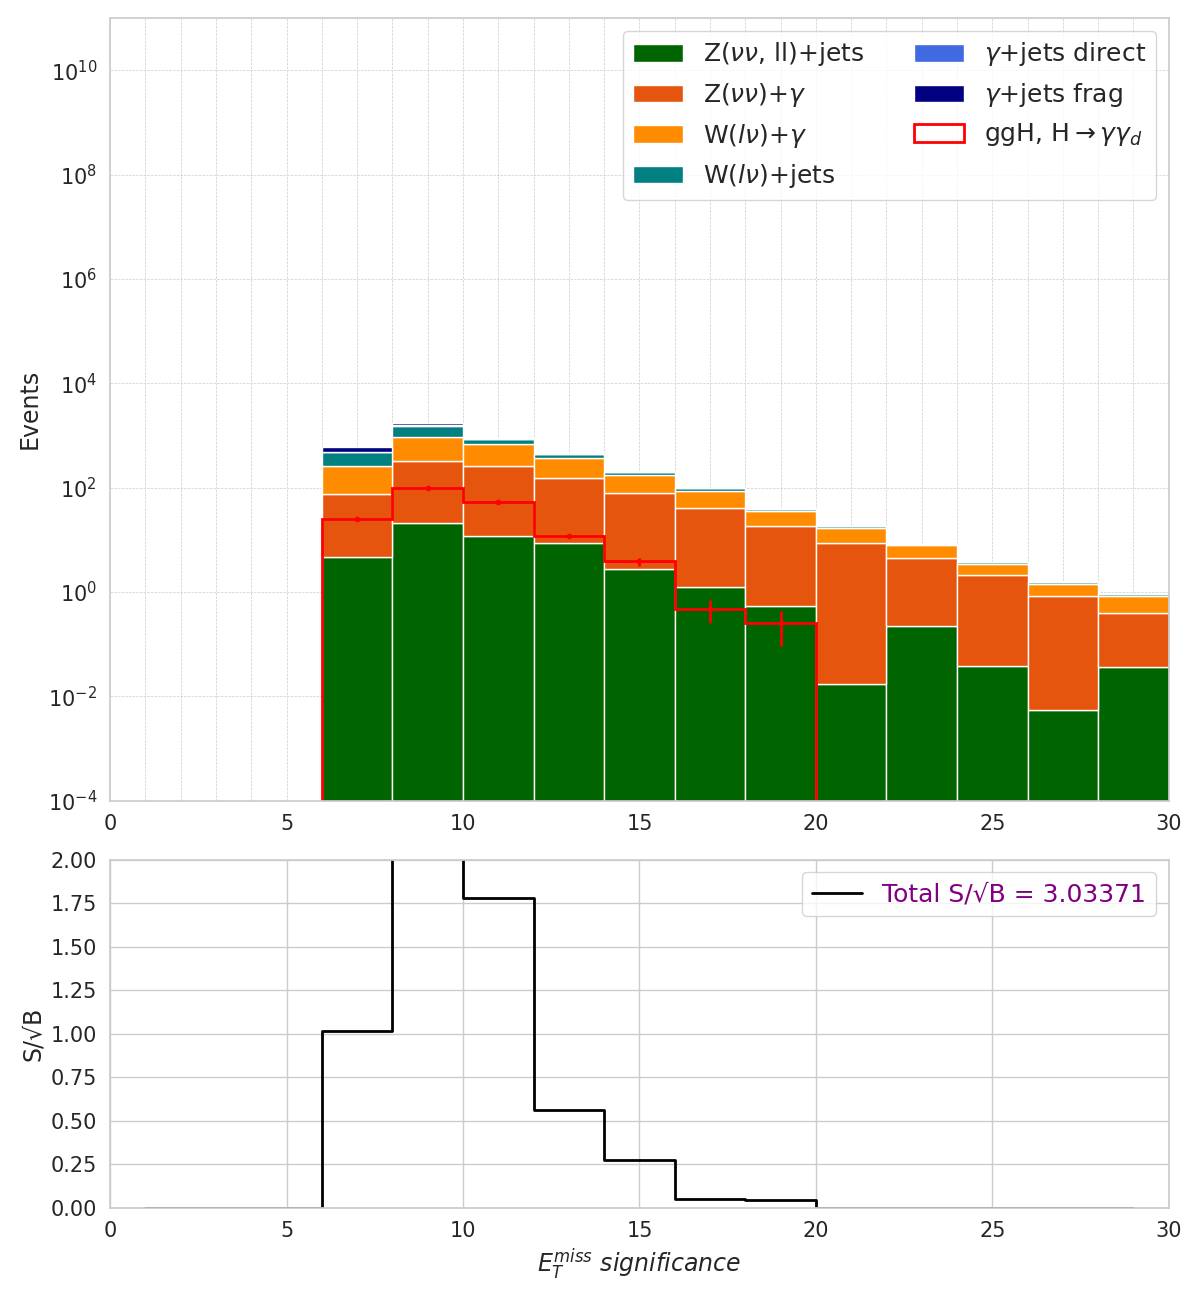 Z(νν, ll)+jets
Z(νν)+γ
W(lν)+γ
W(lν)+jets
γ+jets direct
γ+jets frag
ggH, H→γγ_d
Events
10^10
10^8
10^6
10^4
10^2
10^0
10^−2
10^−4
0 5 10 15 20 25 30
Total S/√B = 3.03371
S/√B
2.00
1.75
1.50
1.25
1.00
0.75
0.50
0.25
0.00
0 5 10 15 20 25 30
E_T^miss significance